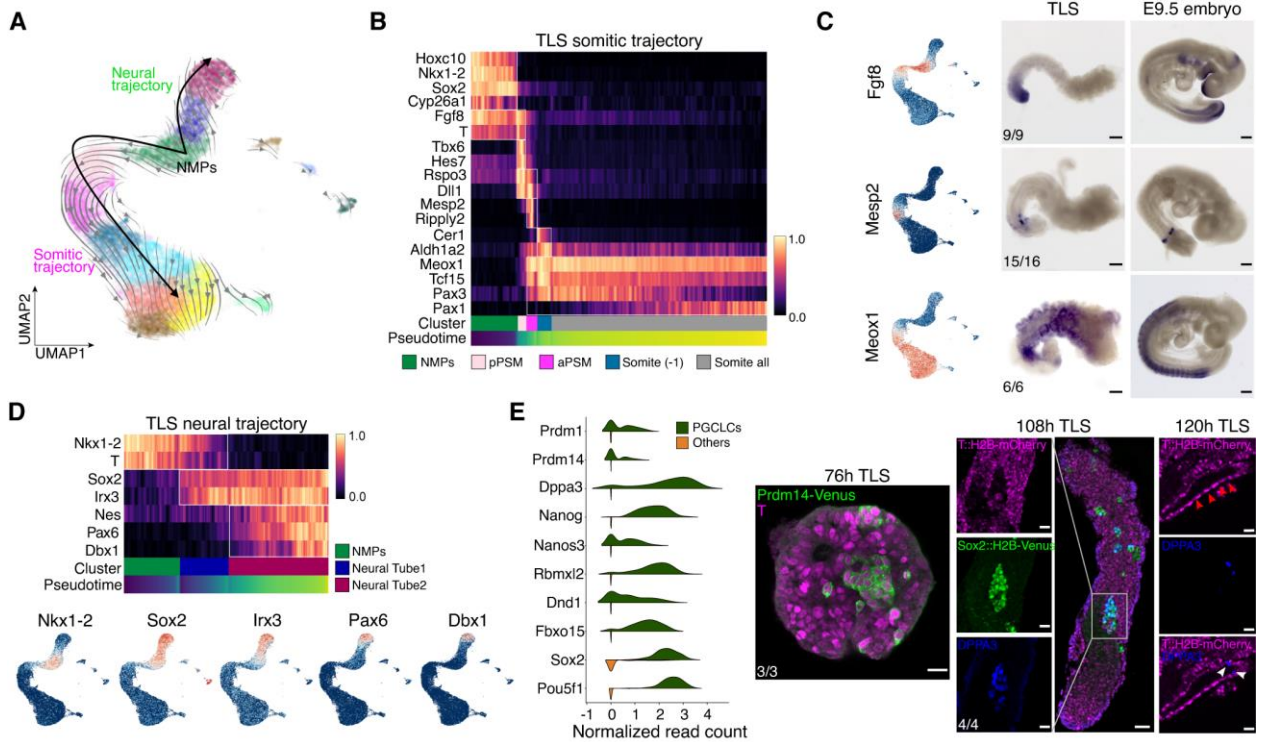 A
Neural
trajectory
NMPs
Somitic
trajectory
UMAP2
UMAP1
B
TLS somitic trajectory
Hoxc10
Nkx1-2
Sox2
Cyp26a1
Fgf8
T
Tbx6
Hes7
Rspo3
Dll1
Mesp2
Ripply2
Cer1
Aldh1a2
Meox1
Tcf15
Pax3
Pax1
Cluster
Pseudotime
1.0
0.0
NMPs pPSM aPSM Somite (-1) Somite all
C
TLS E9.5 embryo
Fgf8
9/9
Mesp2
15/16
Meox1
6/6
D
TLS neural trajectory
Nkx1-2
T
Sox2
Irx3
Nes
Pax6
Dbx1
Cluster
Pseudotime
1.0
0.0
NMPs
Neural Tube1
Neural Tube2
Nkx1-2 Sox2 Irx3 Pax6 Dbx1
E
PGCLCs
Others
Prdm1
Prdm14
Dppa3
Nanog
Nanos3
Rbmxl2
Dnd1
Fbxo15
Sox2
Pou5f1
-1 0 1 2 3 4
Normalized read count
76h TLS
Prdm14-Venus
T
3/3
108h TLS
T::H2B-mCherry
Sox2::H2B-Venus
DPPA3
4/4
120h TLS
T::H2B-mCherry
DPPA3
T::H2B-mCherry